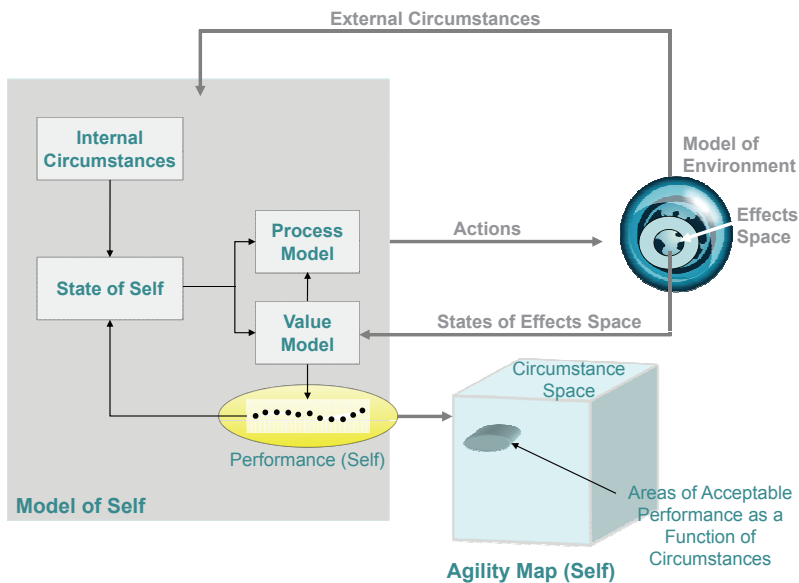 External Circumstances
Internal
Circumstances
Model of
Environment
Process
Model
Actions
Effects
Space
State of Self
Value
Model
States of Effects Space
Circumstance
Space
Performance (Self)
Areas of Acceptable
Performance as a
Function of
Circumstances
Model of Self
Agility Map (Self)